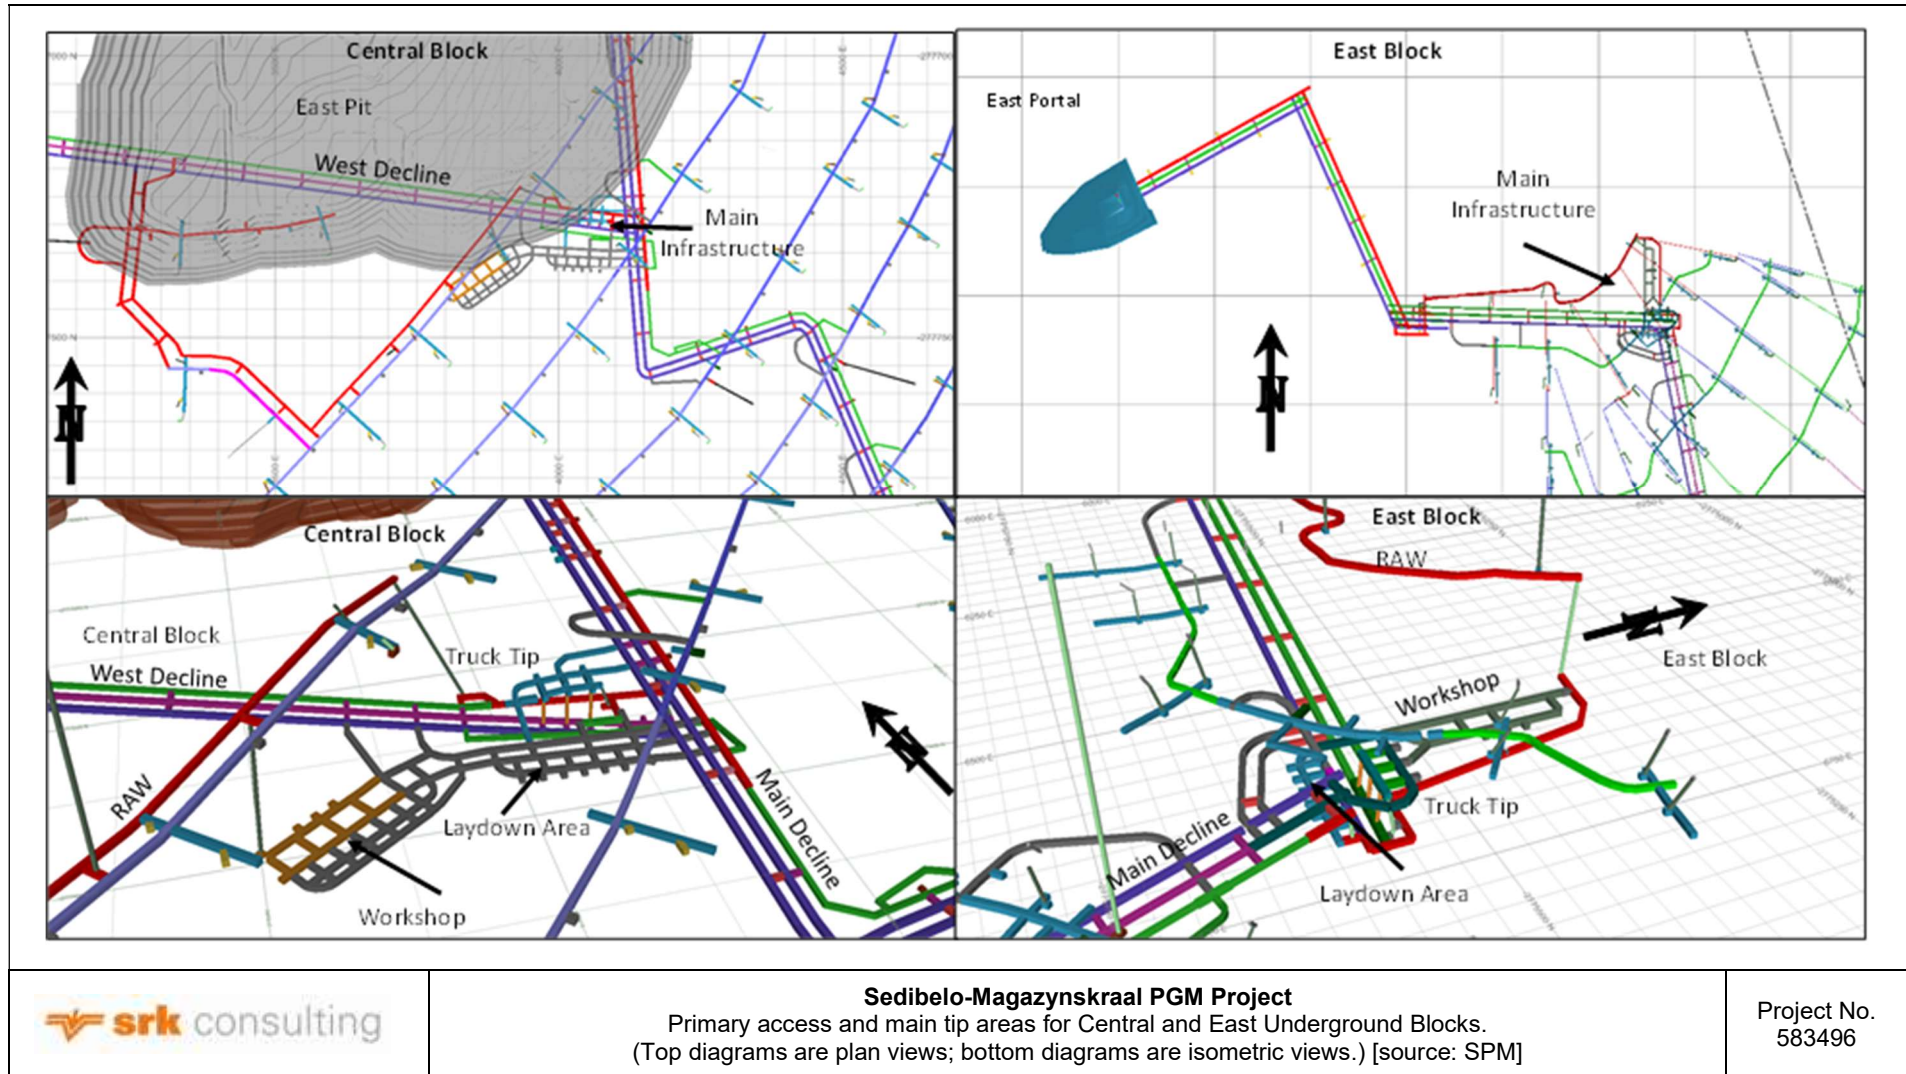 Central Block
East Pit
West Decline
Main
Infrastructure
N
East Block
East Portal
Main
Infrastructure
N
Central Block
Central Block
West Decline
Truck Tip
RAW
Laydown Area
Main Decline
Workshop
N
East Block
RAW
N
East Block
Workshop
Truck Tip
Main Decline
Laydown Area
srk consulting
Sedibelo-Magazynskraal PGM Project
Primary access and main tip areas for Central and East Underground Blocks.
(Top diagrams are plan views; bottom diagrams are isometric views.) [source: SPM]
Project No.
583496